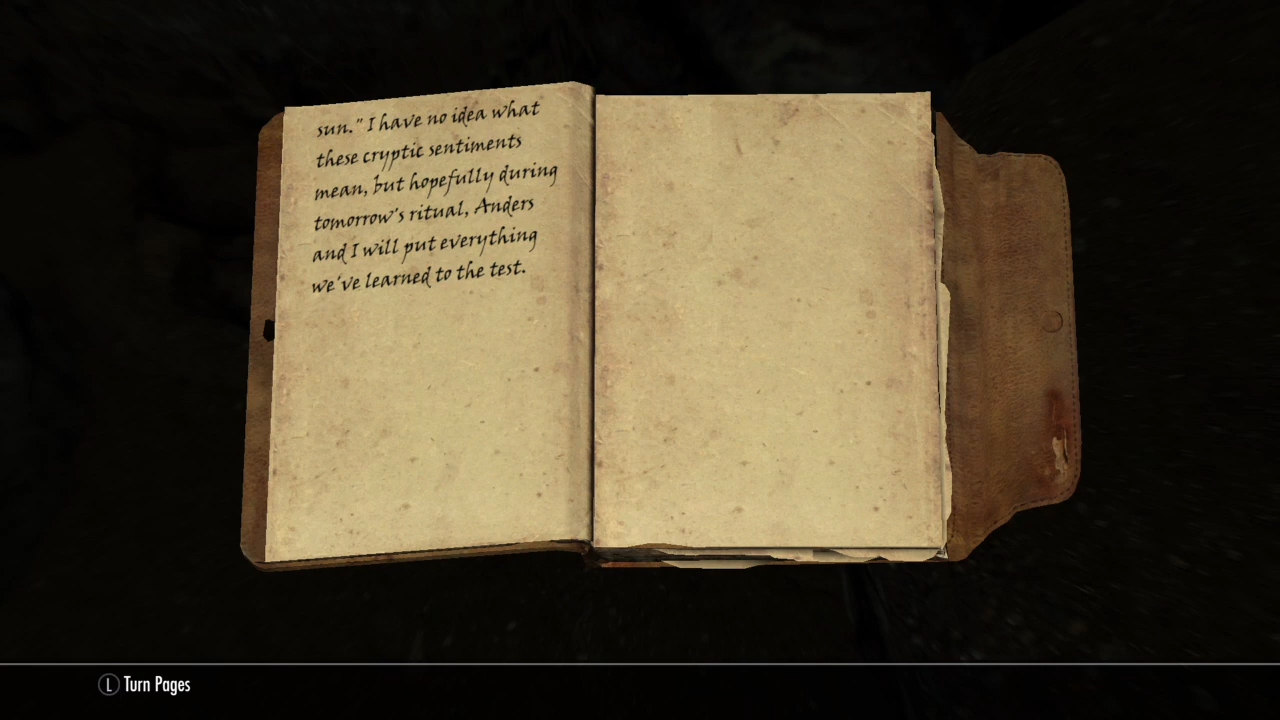 sun." I have no idea what
these cryptic sentiments
mean, but hopefully during
tomorrow's ritual, Anders
and I will put everything
we've learned to the test.
L Turn Pages